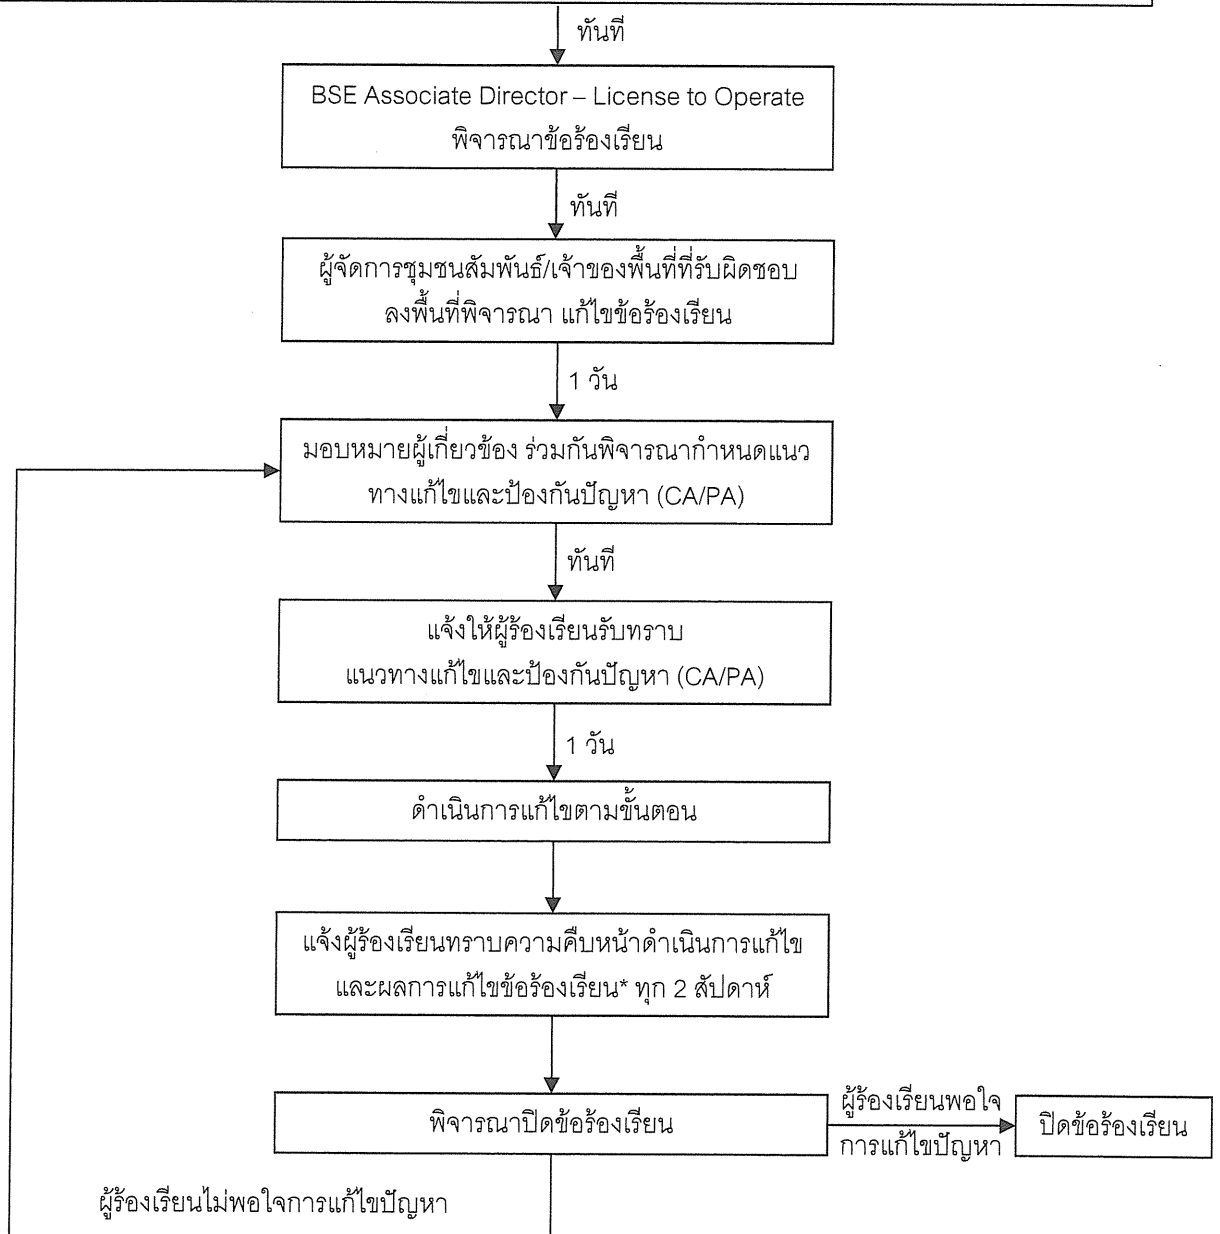 ทันที
BSE Associate Director – License to Operate
พิจารณาข้อร้องเรียน
ทันที
ผู้จัดการชุมชนสัมพันธ์/เจ้าของพื้นที่ที่รับผิดชอบ
ลงพื้นที่พิจารณา แก้ไขข้อร้องเรียน
1 วัน
มอบหมายผู้เกี่ยวข้อง ร่วมกันพิจารณากำหนดแนว
ทางแก้ไขและป้องกันปัญหา (CA/PA)
ทันที
แจ้งให้ผู้ร้องเรียนรับทราบ
แนวทางแก้ไขและป้องกันปัญหา (CA/PA)
1 วัน
ดำเนินการแก้ไขตามขั้นตอน
แจ้งผู้ร้องเรียนทราบความคืบหน้าดำเนินการแก้ไข
และผลการแก้ไขข้อร้องเรียน* ทุก 2 สัปดาห์
พิจารณาปิดข้อร้องเรียน
ผู้ร้องเรียนพอใจ
การแก้ไขปัญหา
ปิดข้อร้องเรียน
ผู้ร้องเรียนไม่พอใจการแก้ไขปัญหา